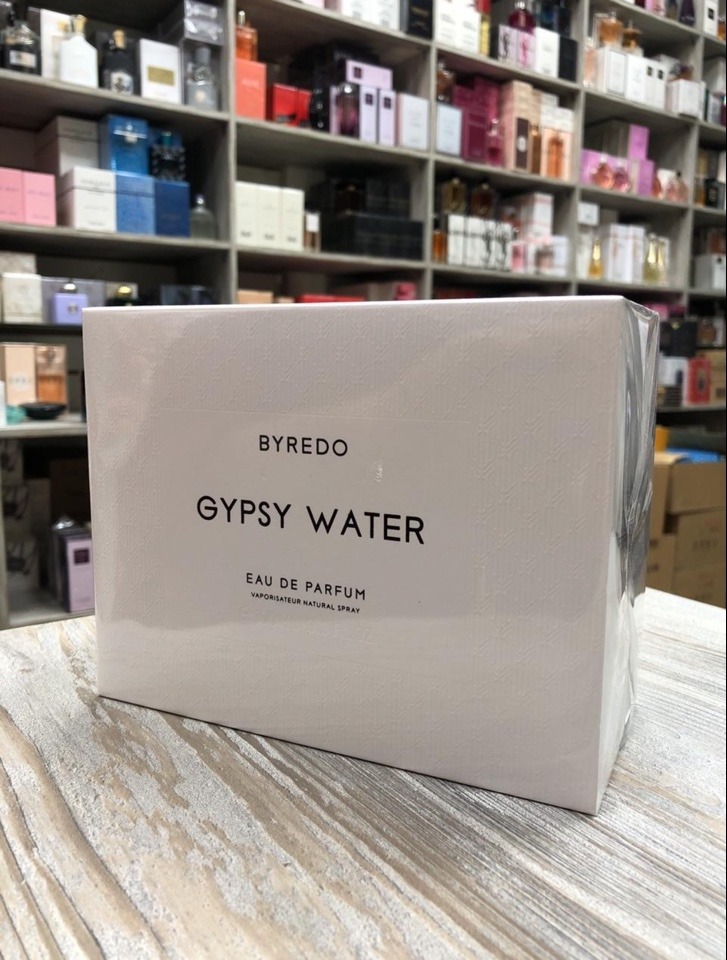 BYREDO
GYPSY WATER
EAU DE PARFUM
VAPORISATEUR NATURAL SPRAY